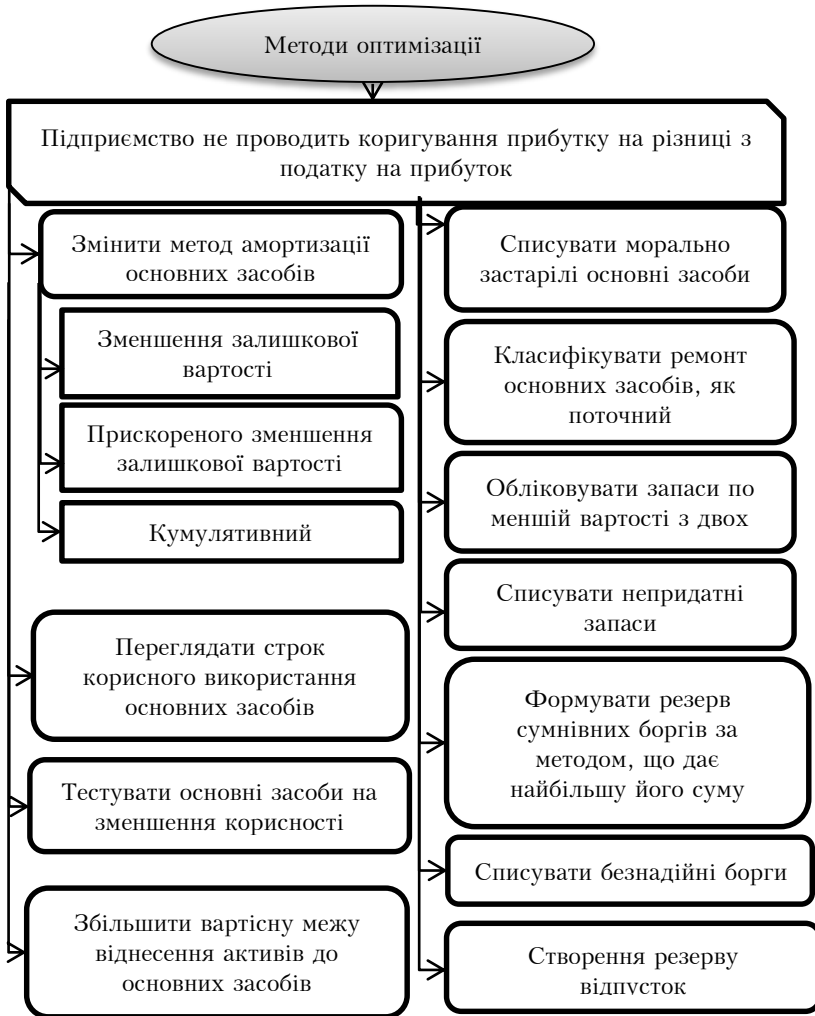 Методи оптимізації
Підприємство не проводить коригування прибутку на різниці з
податку на прибуток
Змінити метод амортизації
основних засобів
Зменшення залишкової
вартості
Прискореного зменшення
залишкової вартості
Кумулятивний
Переглядати строк
корисного використання
основних засобів
Тестувати основні засоби на
зменшення корисності
Збільшити вартісну межу
віднесення активів до
основних засобів
Списувати морально
застарілі основні засоби
Класифікувати ремонт
основних засобів, як
поточний
Обліковувати запаси по
меншій вартості з двох
Списувати непридатні
запаси
Формувати резерв
сумнівних боргів за
методом, що дає
найбільшу його суму
Списувати безнадійні борги
Створення резерву
відпусток